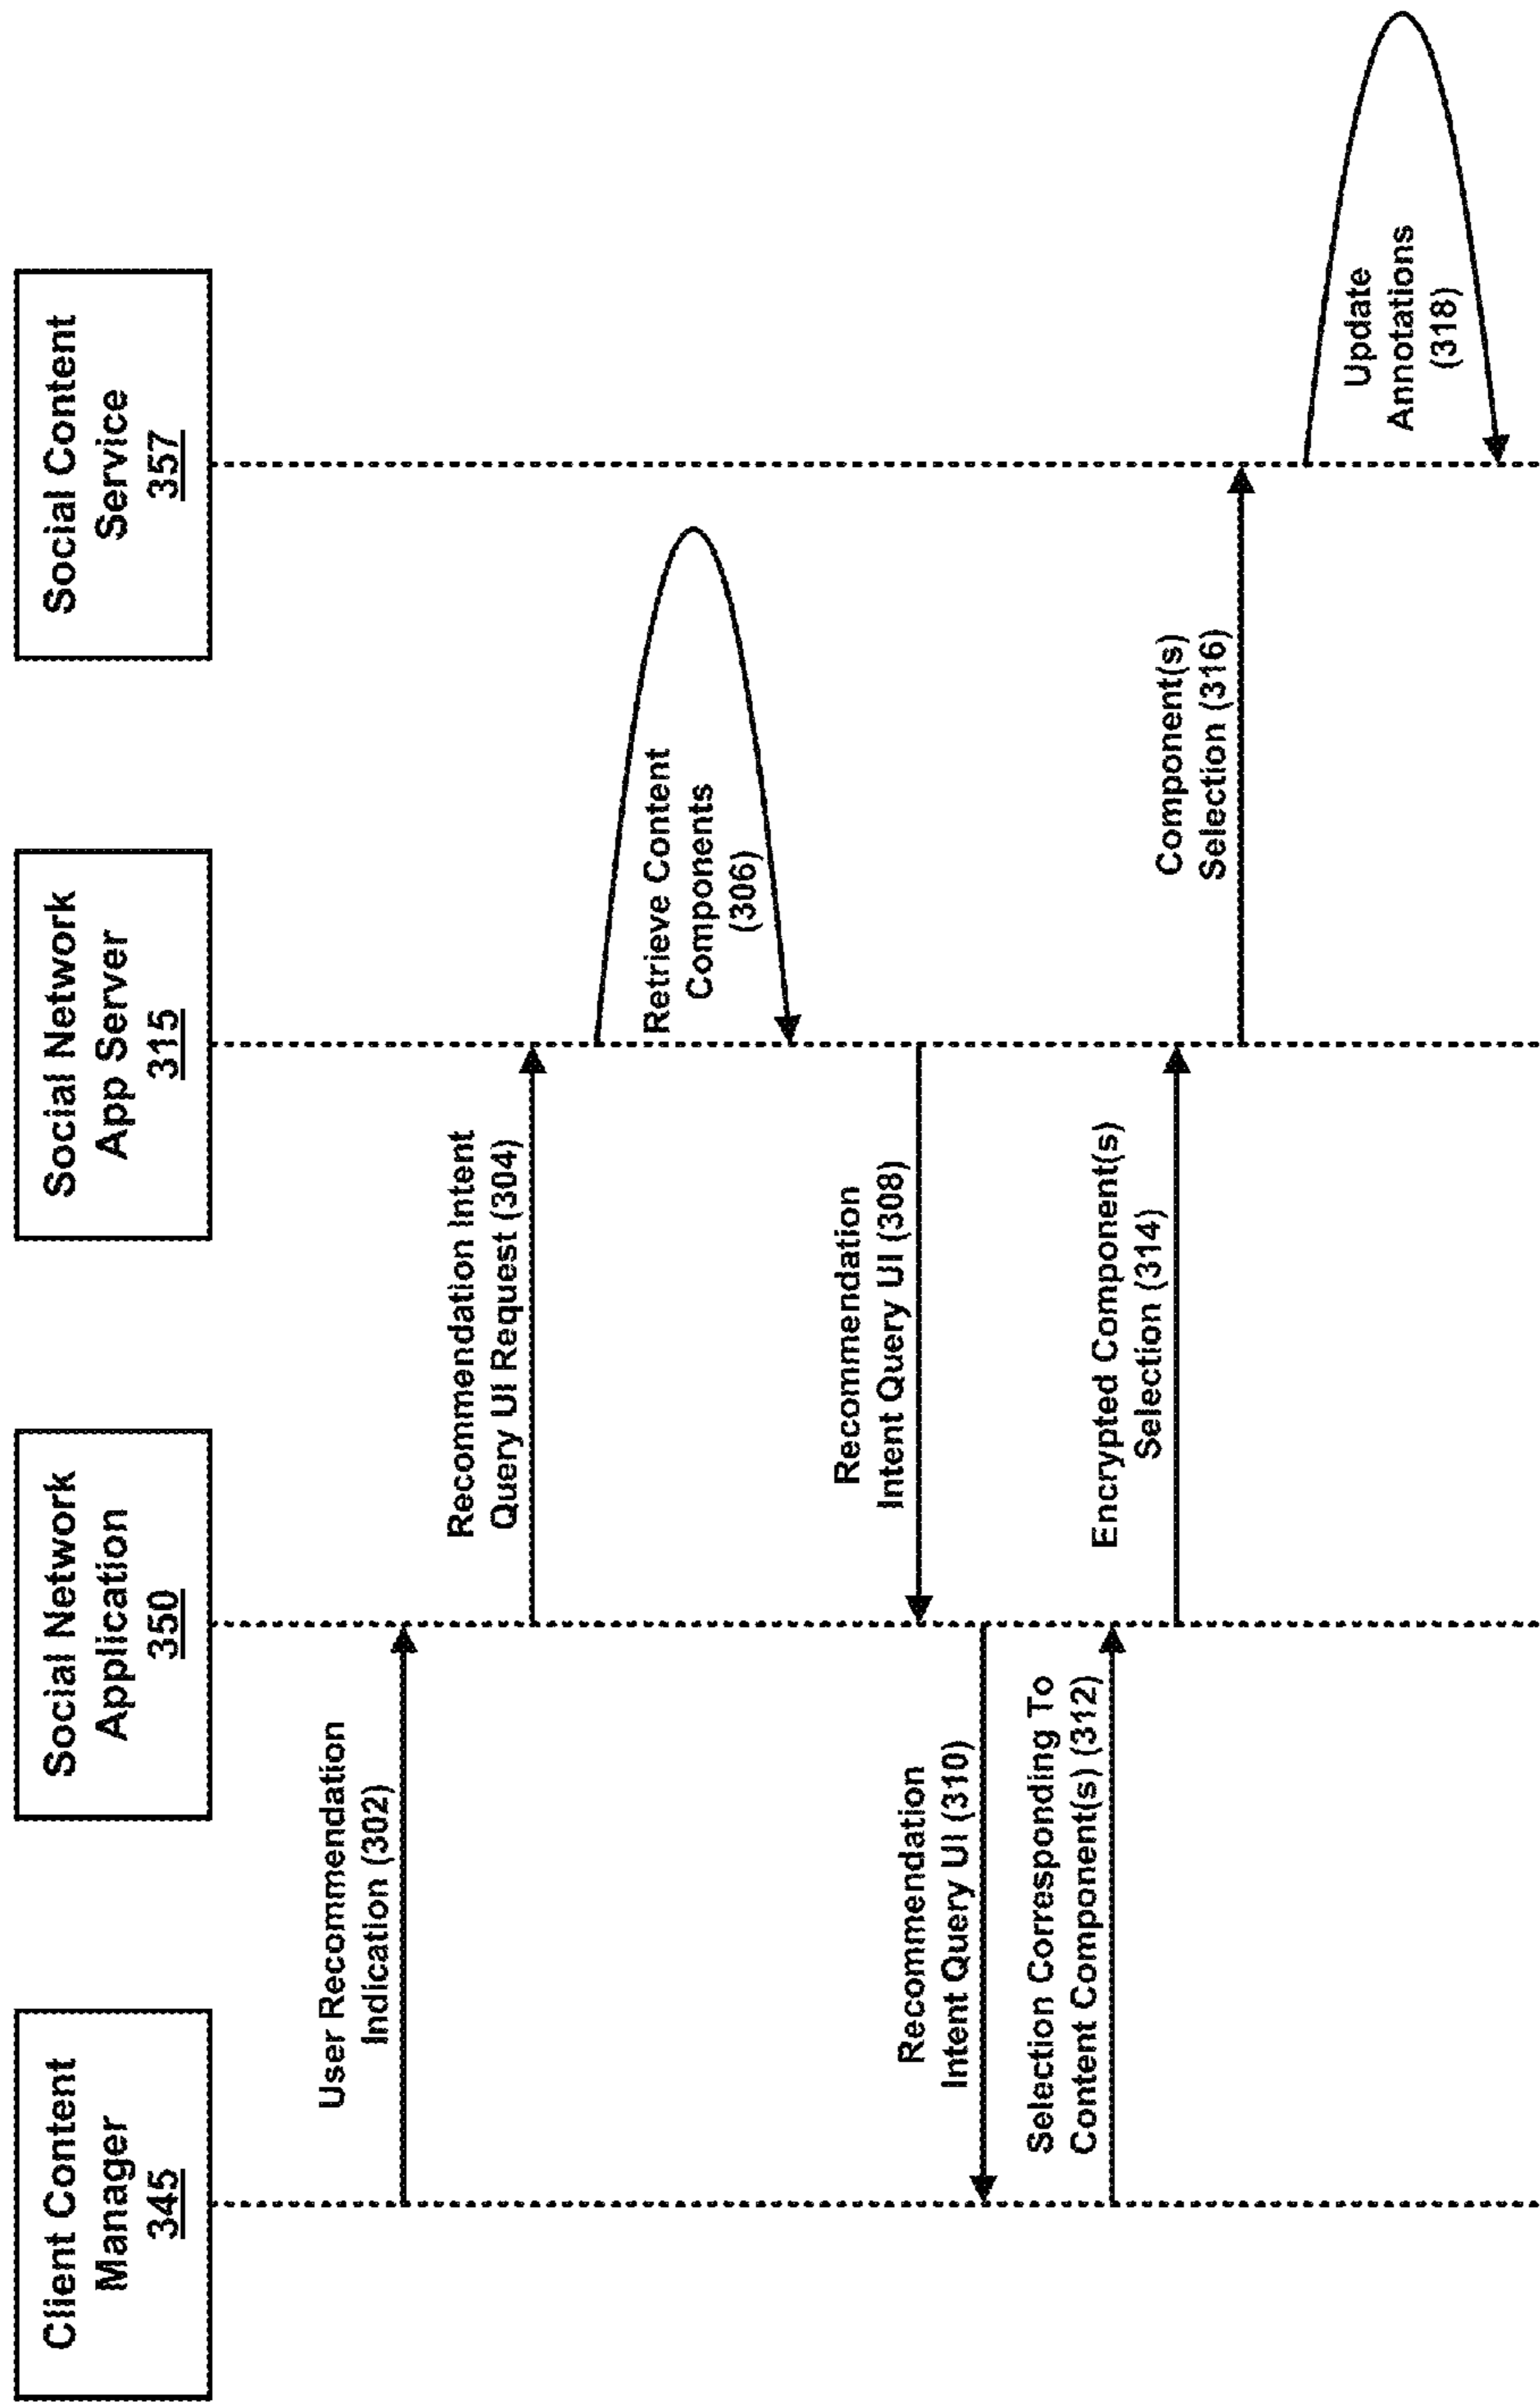 Client Content
Manager
345
Social Network
Application
350
Social Network
App Server
315
Social Content
Service
357
User Recommendation
Indication (302)
Recommendation Intent
Query UI Request (304)
Retrieve Content
Components
(306)
Recommendation
Intent Query UI (308)
Recommendation
Intent Query UI (310)
Selection Corresponding To
Content Component(s) (312)
Encrypted Component(s)
Selection (314)
Component(s)
Selection (316)
Update
Annotations
(318)